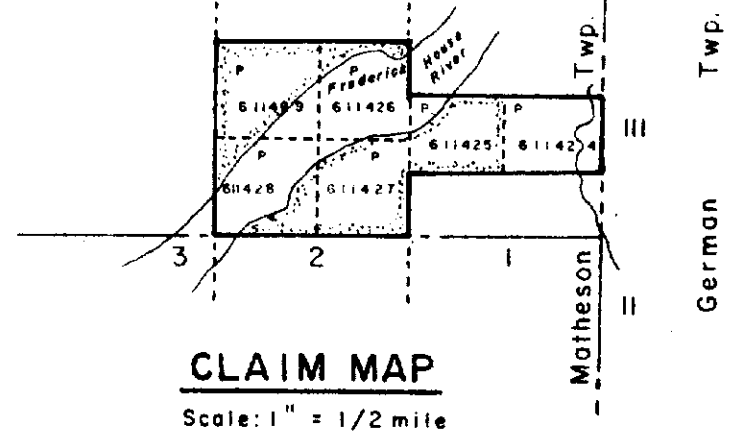 Twp.
Twp.
House
River
Frederick
P
P
611426
P
P
III
611425
611424
P
P
611428
611427
S
3
2
1
Matheson
German
II
CLAIM MAP
Scale: 1" = 1/2 mile